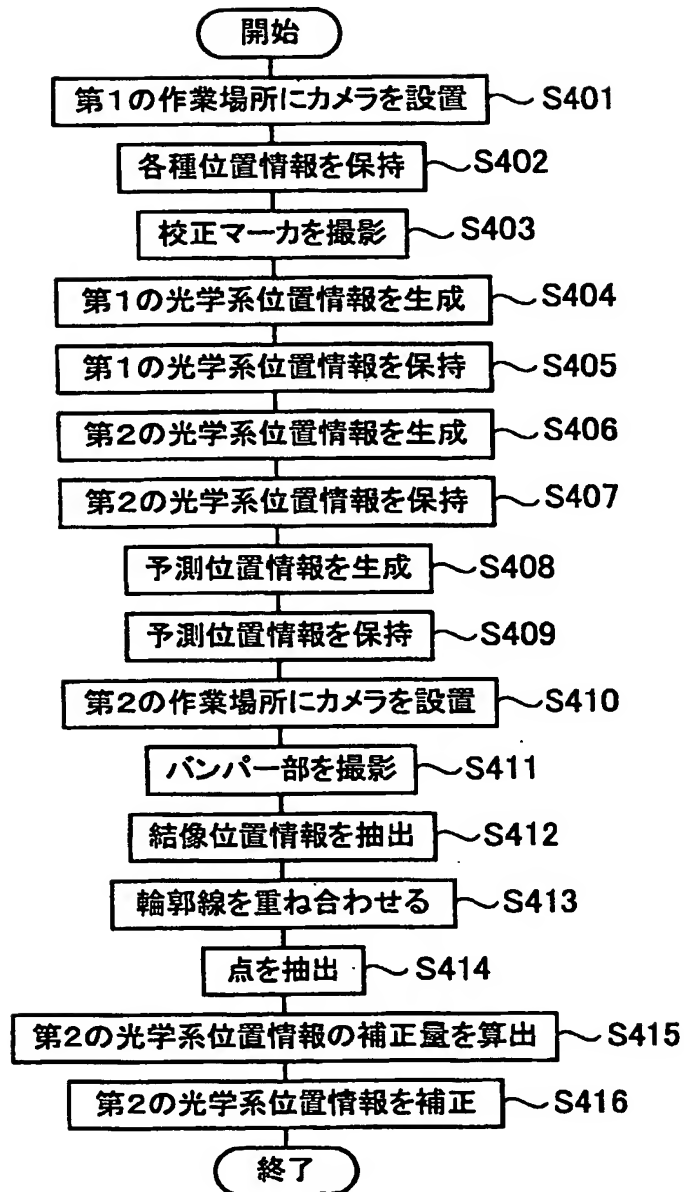 開始
第1の作業場所にカメラを設置 S401
各種位置情報を保持 S402
校正マーカを撮影 S403
第1の光学系位置情報を生成 S404
第1の光学系位置情報を保持 S405
第2の光学系位置情報を生成 S406
第2の光学系位置情報を保持 S407
予測位置情報を生成 S408
予測位置情報を保持 S409
第2の作業場所にカメラを設置 S410
バンパー部を撮影 S411
結像位置情報を抽出 S412
輪郭線を重ね合わせる S413
点を抽出 S414
第2の光学系位置情報の補正量を算出 S415
第2の光学系位置情報を補正 S416
終了